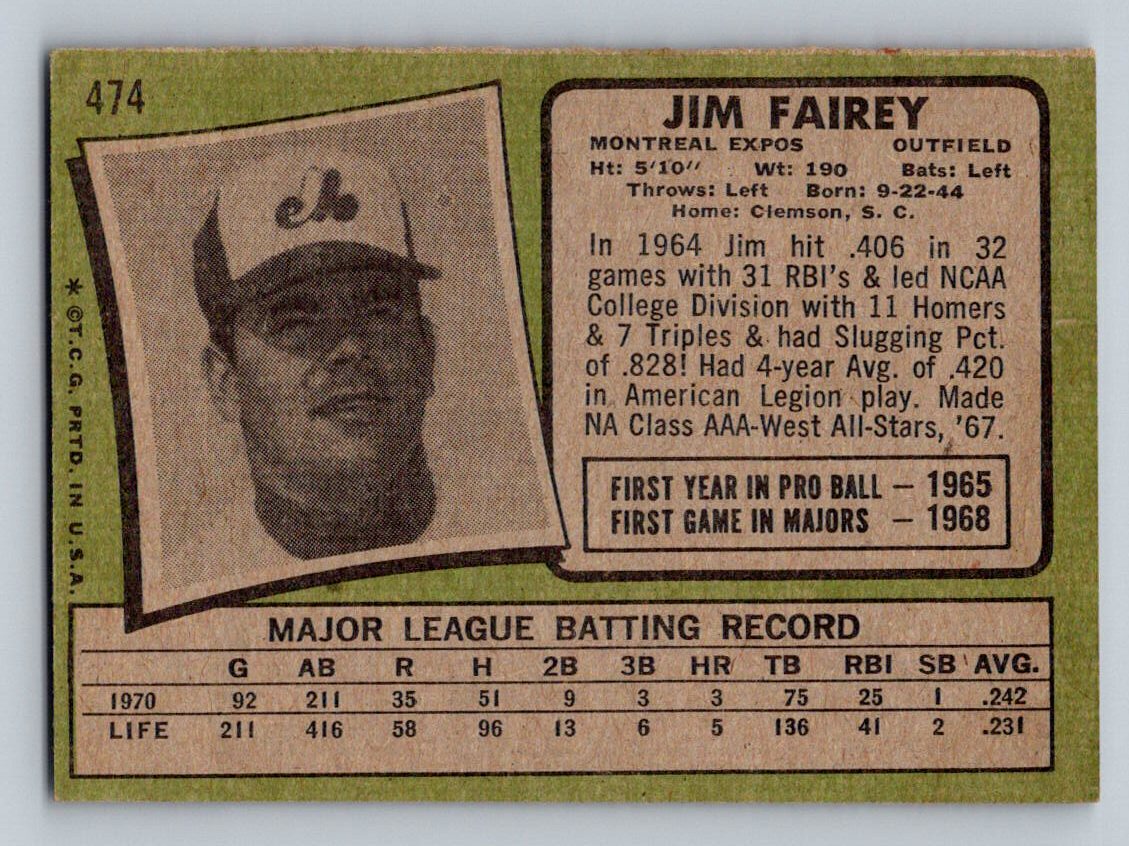 474
JIM FAIREY
MONTREAL EXPOS OUTFIELD
Ht: 5'10" Wt: 190 Bats: Left
Throws: Left Born: 9-22-44
Home: Clemson, S. C.
In 1964 Jim hit .406 in 32
games with 31 RBI's & led NCAA
College Division with 11 Homers
& 7 Triples & had Slugging Pct.
of .828! Had 4-year Avg. of .420
in American Legion play. Made
NA Class AAA-West All-Stars, '67.
FIRST YEAR IN PRO BALL — 1965
FIRST GAME IN MAJORS — 1968
* ©T.C.G. PRTD. IN U.S.A.
MAJOR LEAGUE BATTING RECORD
G AB R H 2B 3B HR TB RBI SB AVG.
1970 92 211 35 51 9 3 3 75 25 1 .242
LIFE 211 416 58 96 13 6 5 136 41 2 .231